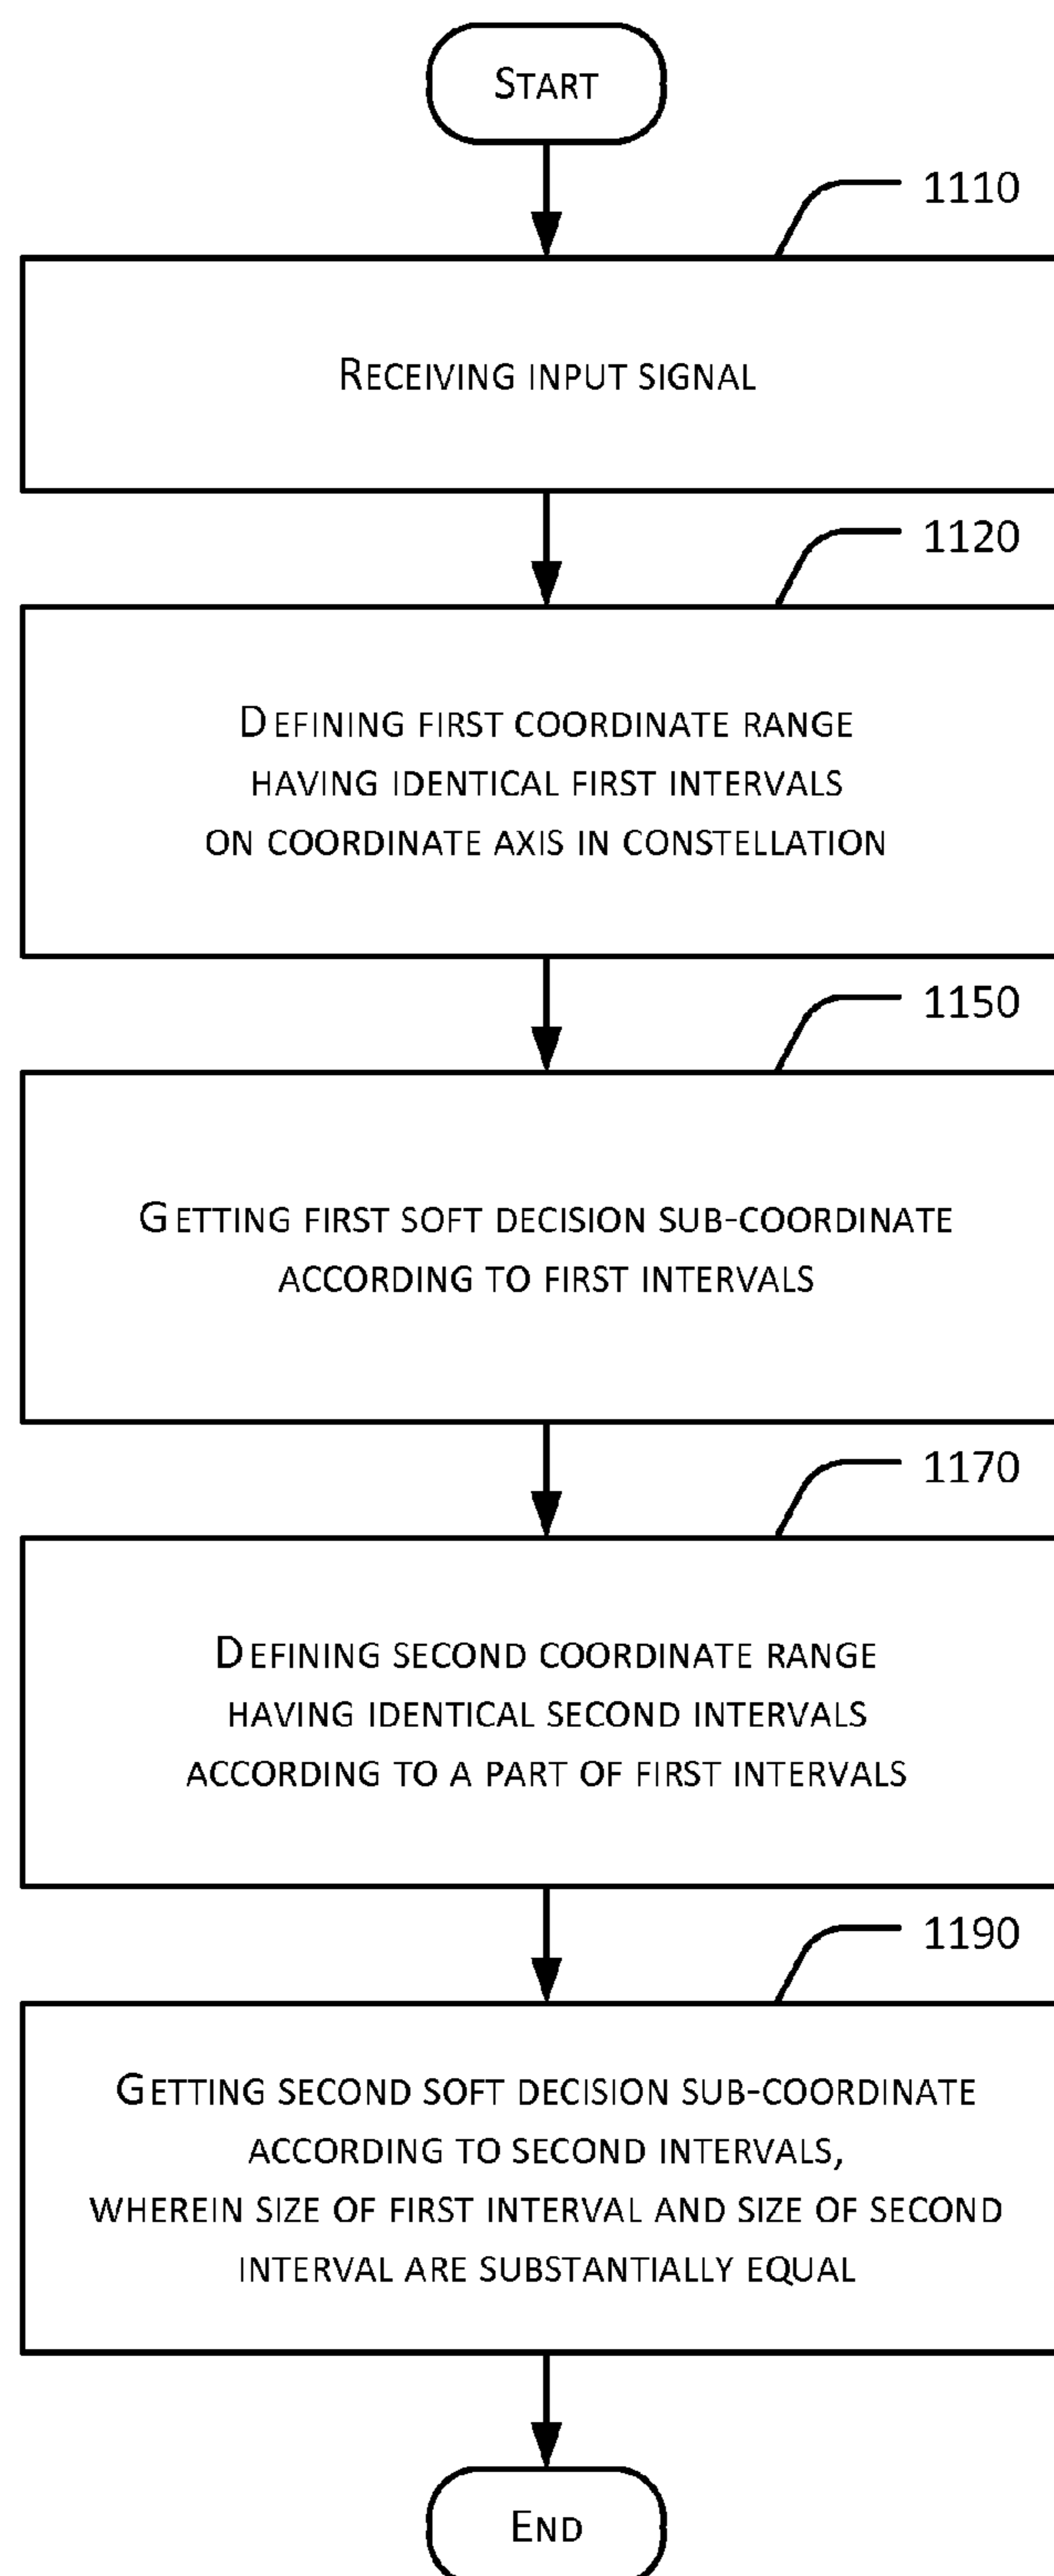 START
1110
RECEIVING INPUT SIGNAL
1120
DEFINING FIRST COORDINATE RANGE
HAVING IDENTICAL FIRST INTERVALS
ON COORDINATE AXIS IN CONSTELLATION
1150
GETTING FIRST SOFT DECISION SUB-COORDINATE
ACCORDING TO FIRST INTERVALS
1170
DEFINING SECOND COORDINATE RANGE
HAVING IDENTICAL SECOND INTERVALS
ACCORDING TO A PART OF FIRST INTERVALS
1190
GETTING SECOND SOFT DECISION SUB-COORDINATE
ACCORDING TO SECOND INTERVALS,
WHEREIN SIZE OF FIRST INTERVAL AND SIZE OF SECOND
INTERVAL ARE SUBSTANTIALLY EQUAL
END